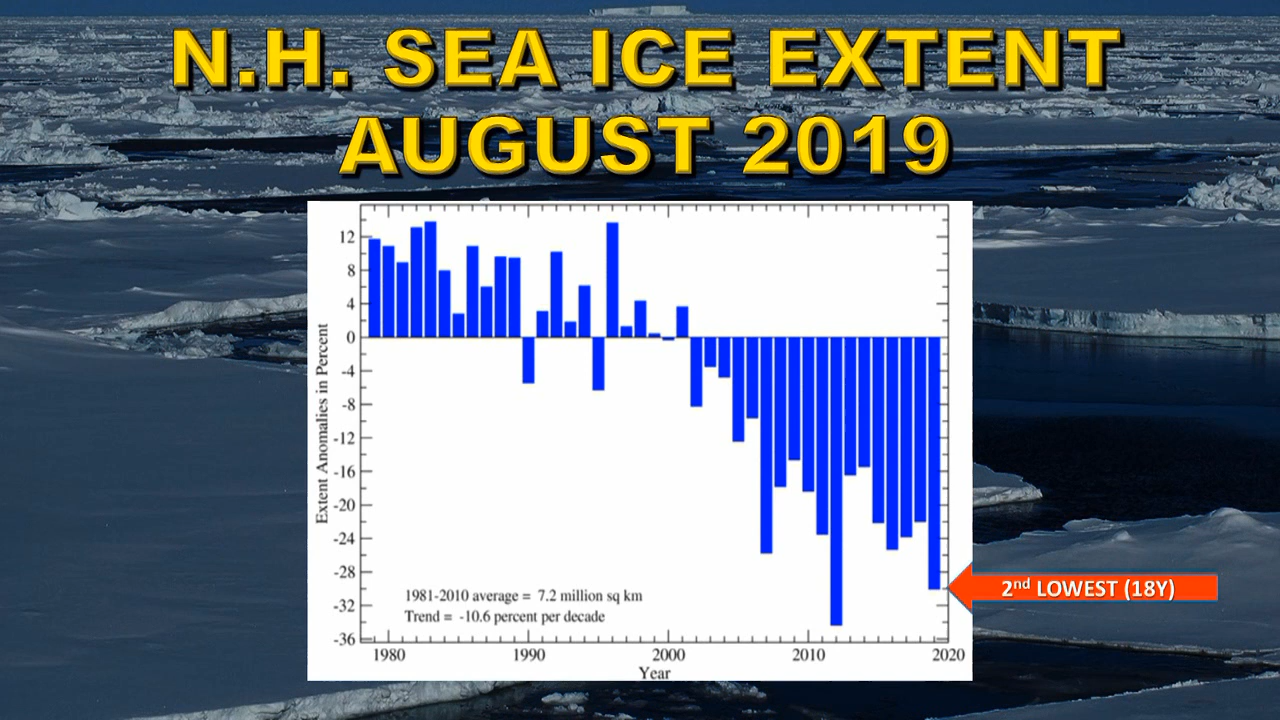 N.H. SEA ICE EXTENT
AUGUST 2019
Extent Anomalies in Percent
12
8
4
0
-4
-8
-12
-16
-20
-24
-28
-32
-36
1981-2010 average = 7.2 million sq km
Trend = -10.6 percent per decade
1980 1990 2000 2010 2020
Year
2nd LOWEST (18Y)